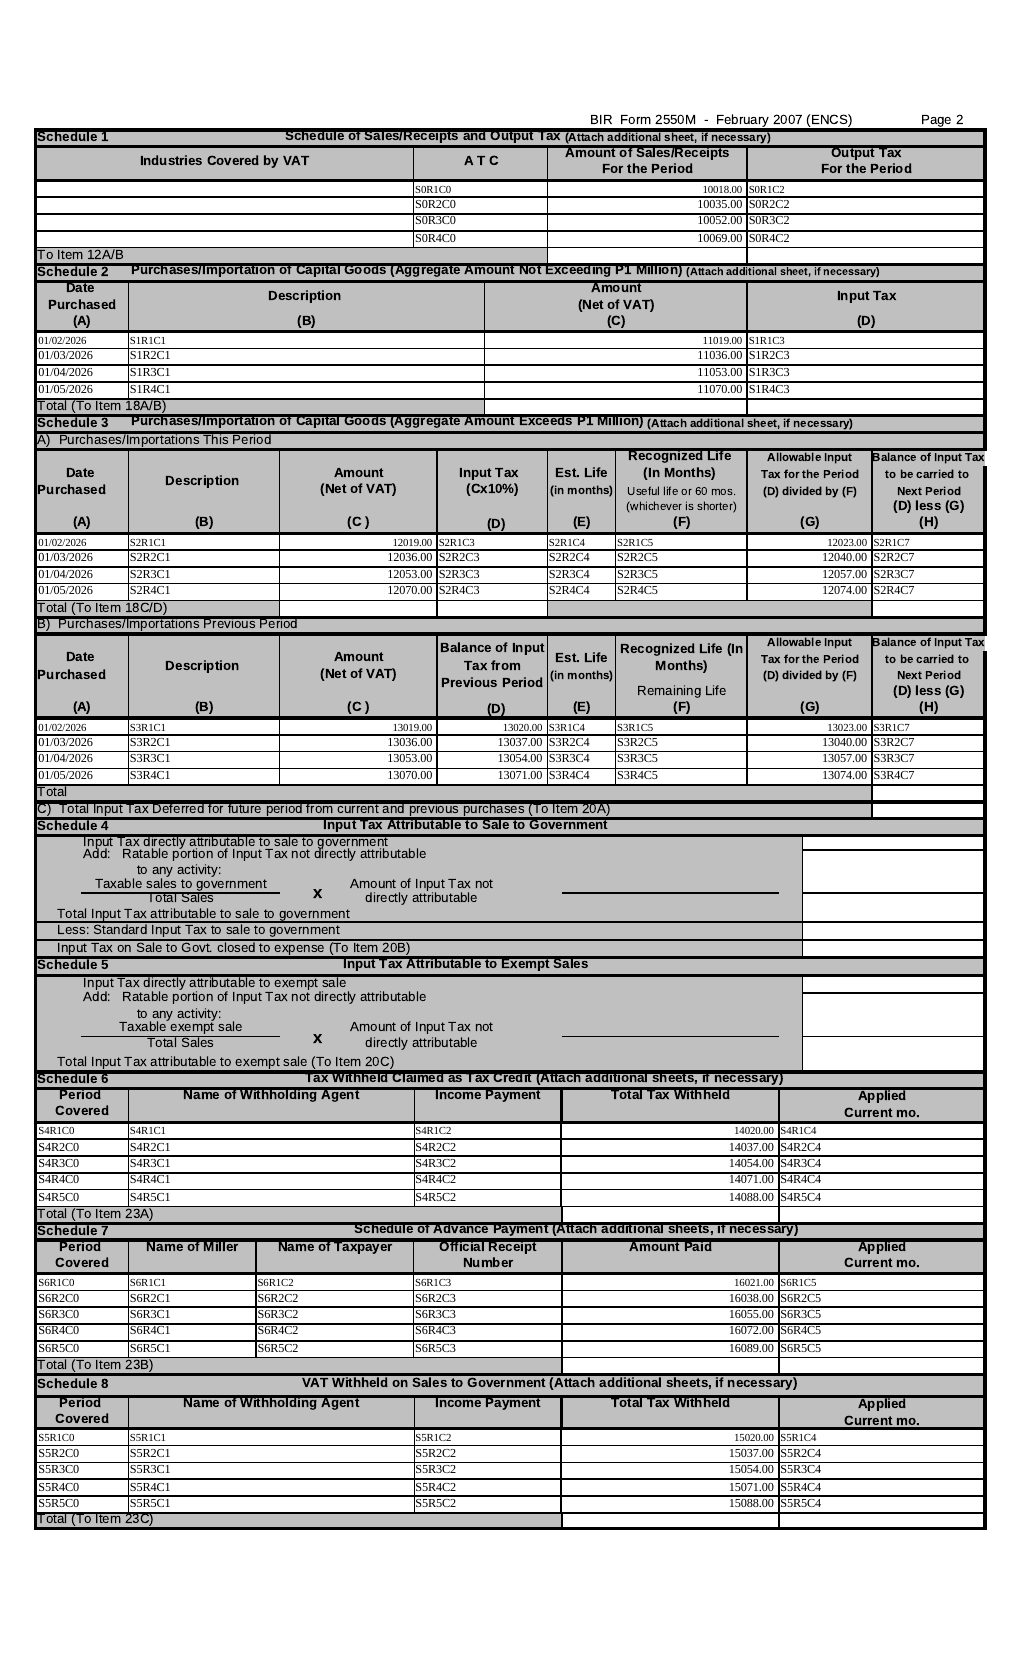 BIR Form 2550M - February 2007 (ENCS) Page 2
Schedule 1 Schedule of Sales/Receipts and Output Tax (Attach additional sheet, if necessary)
Industries Covered by VAT A T C Amount of Sales/Receipts For the Period Output Tax For the Period
S0R1C0 10018.00 S0R1C2
S0R2C0 10035.00 S0R2C2
S0R3C0 10052.00 S0R3C2
S0R4C0 10069.00 S0R4C2
To Item 12A/B
Schedule 2 Purchases/Importation of Capital Goods (Aggregate Amount Not Exceeding P1 Million) (Attach additional sheet, if necessary)
Date Purchased (A) Description (B) Amount (Net of VAT) (C) Input Tax (D)
01/02/2026 S1R1C1 11019.00 S1R1C3
01/03/2026 S1R2C1 11036.00 S1R2C3
01/04/2026 S1R3C1 11053.00 S1R3C3
01/05/2026 S1R4C1 11070.00 S1R4C3
Total (To Item 18A/B)
Schedule 3 Purchases/Importation of Capital Goods (Aggregate Amount Exceeds P1 Million) (Attach additional sheet, if necessary)
A) Purchases/Importations This Period
Date Purchased (A) Description (B) Amount (Net of VAT) (C ) Input Tax (Cx10%) (D) Est. Life (in months) (E) Recognized Life (In Months) Useful life or 60 mos. (whichever is shorter) (F) Allowable Input Tax for the Period (D) divided by (F) (G) Balance of Input Tax to be carried to Next Period (D) less (G) (H)
01/02/2026 S2R1C1 12019.00 S2R1C3 S2R1C4 S2R1C5 12023.00 S2R1C7
01/03/2026 S2R2C1 12036.00 S2R2C3 S2R2C4 S2R2C5 12040.00 S2R2C7
01/04/2026 S2R3C1 12053.00 S2R3C3 S2R3C4 S2R3C5 12057.00 S2R3C7
01/05/2026 S2R4C1 12070.00 S2R4C3 S2R4C4 S2R4C5 12074.00 S2R4C7
Total (To Item 18C/D)
B) Purchases/Importations Previous Period
Date Purchased (A) Description (B) Amount (Net of VAT) (C ) Balance of Input Tax from Previous Period (D) Est. Life (in months) (E) Recognized Life (In Months) Remaining Life (F) Allowable Input Tax for the Period (D) divided by (F) (G) Balance of Input Tax to be carried to Next Period (D) less (G) (H)
01/02/2026 S3R1C1 13019.00 13020.00 S3R1C4 S3R1C5 13023.00 S3R1C7
01/03/2026 S3R2C1 13036.00 13037.00 S3R2C4 S3R2C5 13040.00 S3R2C7
01/04/2026 S3R3C1 13053.00 13054.00 S3R3C4 S3R3C5 13057.00 S3R3C7
01/05/2026 S3R4C1 13070.00 13071.00 S3R4C4 S3R4C5 13074.00 S3R4C7
Total
C) Total Input Tax Deferred for future period from current and previous purchases (To Item 20A)
Schedule 4 Input Tax Attributable to Sale to Government
Input Tax directly attributable to sale to government
Add: Ratable portion of Input Tax not directly attributable
to any activity:
Taxable sales to government X Amount of Input Tax not
Total Sales directly attributable
Total Input Tax attributable to sale to government
Less: Standard Input Tax to sale to government
Input Tax on Sale to Govt. closed to expense (To Item 20B)
Schedule 5 Input Tax Attributable to Exempt Sales
Input Tax directly attributable to exempt sale
Add: Ratable portion of Input Tax not directly attributable
to any activity:
Taxable exempt sale X Amount of Input Tax not
Total Sales directly attributable
Total Input Tax attributable to exempt sale (To Item 20C)
Schedule 6 Tax Withheld Claimed as Tax Credit (Attach additional sheets, if necessary)
Period Covered Name of Withholding Agent Income Payment Total Tax Withheld Applied Current mo.
S4R1C0 S4R1C1 S4R1C2 14020.00 S4R1C4
S4R2C0 S4R2C1 S4R2C2 14037.00 S4R2C4
S4R3C0 S4R3C1 S4R3C2 14054.00 S4R3C4
S4R4C0 S4R4C1 S4R4C2 14071.00 S4R4C4
S4R5C0 S4R5C1 S4R5C2 14088.00 S4R5C4
Total (To Item 23A)
Schedule 7 Schedule of Advance Payment (Attach additional sheets, if necessary)
Period Covered Name of Miller Name of Taxpayer Official Receipt Number Amount Paid Applied Current mo.
S6R1C0 S6R1C1 S6R1C2 S6R1C3 16021.00 S6R1C5
S6R2C0 S6R2C1 S6R2C2 S6R2C3 16038.00 S6R2C5
S6R3C0 S6R3C1 S6R3C2 S6R3C3 16055.00 S6R3C5
S6R4C0 S6R4C1 S6R4C2 S6R4C3 16072.00 S6R4C5
S6R5C0 S6R5C1 S6R5C2 S6R5C3 16089.00 S6R5C5
Total (To Item 23B)
Schedule 8 VAT Withheld on Sales to Government (Attach additional sheets, if necessary)
Period Covered Name of Withholding Agent Income Payment Total Tax Withheld Applied Current mo.
S5R1C0 S5R1C1 S5R1C2 15020.00 S5R1C4
S5R2C0 S5R2C1 S5R2C2 15037.00 S5R2C4
S5R3C0 S5R3C1 S5R3C2 15054.00 S5R3C4
S5R4C0 S5R4C1 S5R4C2 15071.00 S5R4C4
S5R5C0 S5R5C1 S5R5C2 15088.00 S5R5C4
Total (To Item 23C)